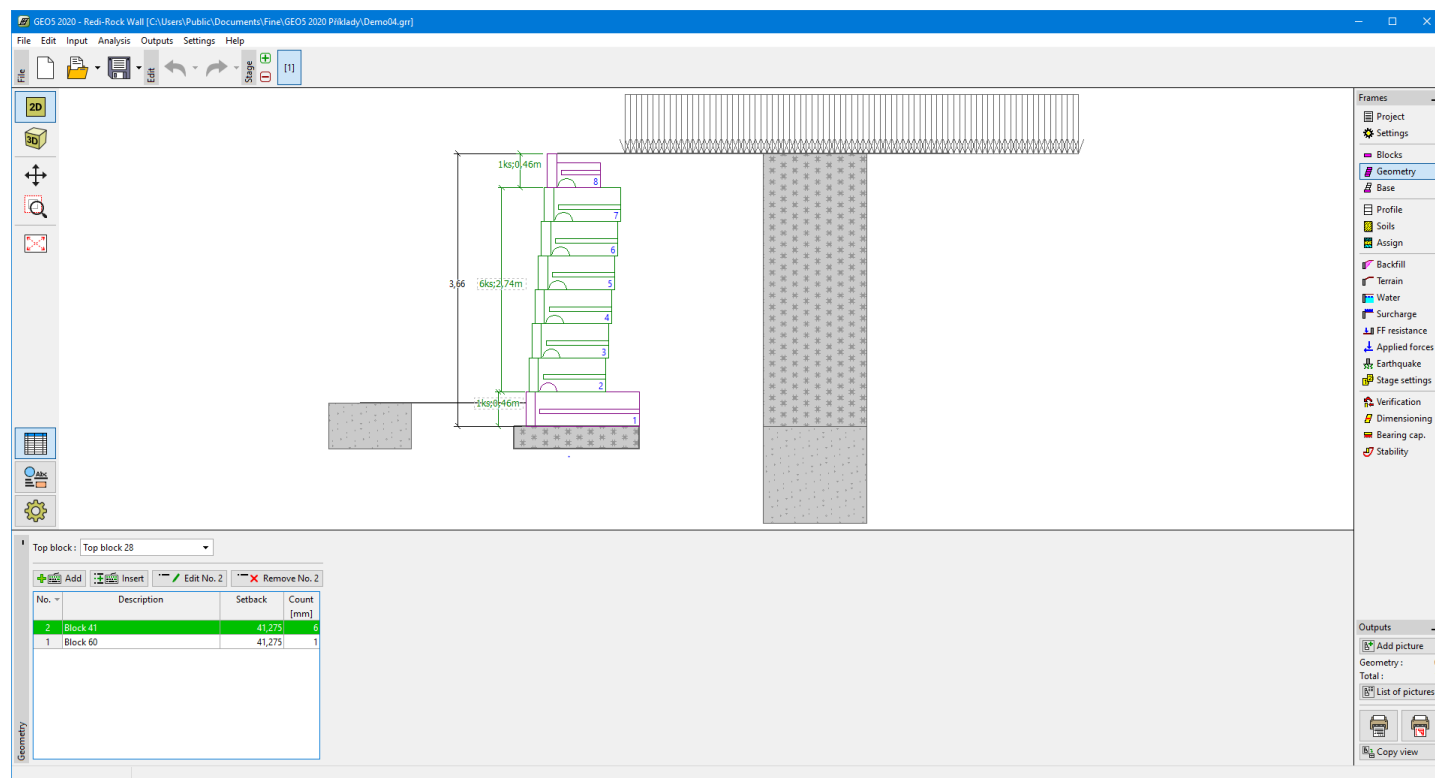 GEO5 2020 - Redi-Rock Wall [C:\Users\Public\Documents\Fine\GEO5 2020 Příklady\Demo04.grr]
File Edit Input Analysis Outputs Settings Help
File
Edit
Stage
[1]
2D
3D
1ks;0.46m
8
7
6
5
4
3
2
1
3,66
6ks;2.74m
1ks;0.46m
Abc
Frames
Project
Settings
Blocks
Geometry
Base
Profile
Soils
Assign
Backfill
Terrain
Water
Surcharge
FF resistance
Applied forces
Earthquake
Stage settings
Verification
Dimensioning
Bearing cap.
Stability
Outputs
Add picture
Geometry :
Total :
List of pictures
Copy view
Geometry
Top block : Top block 28
Add Insert Edit No. 2 Remove No. 2
No. Description Setback Count
[mm]
2 Block 41 41,275 6
1 Block 60 41,275 1